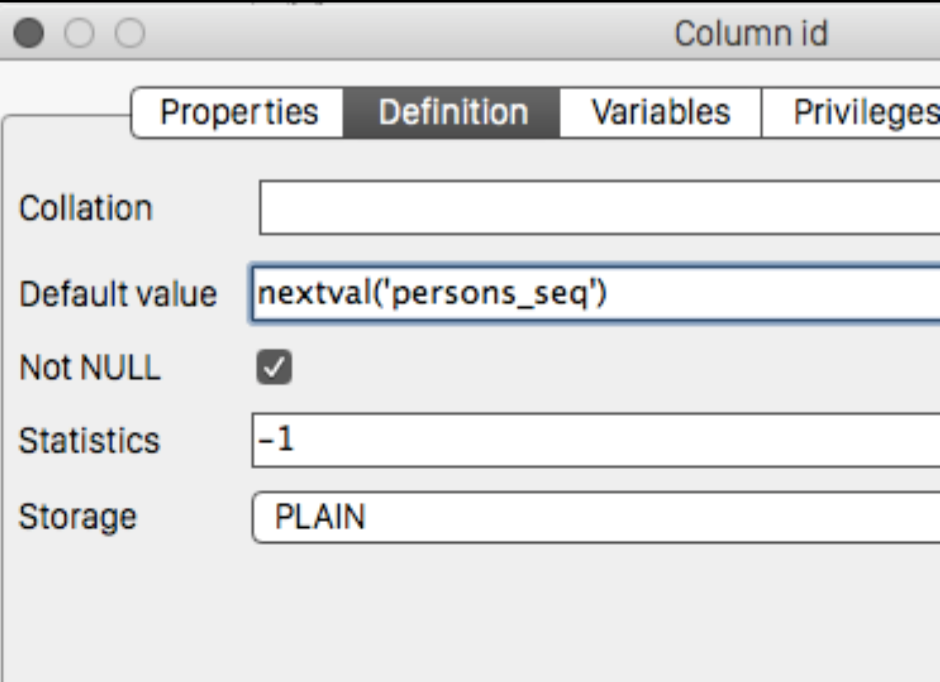 Column id
Properties Definition Variables Privileges
Collation
Default value nextval('persons_seq')
Not NULL
Statistics -1
Storage PLAIN